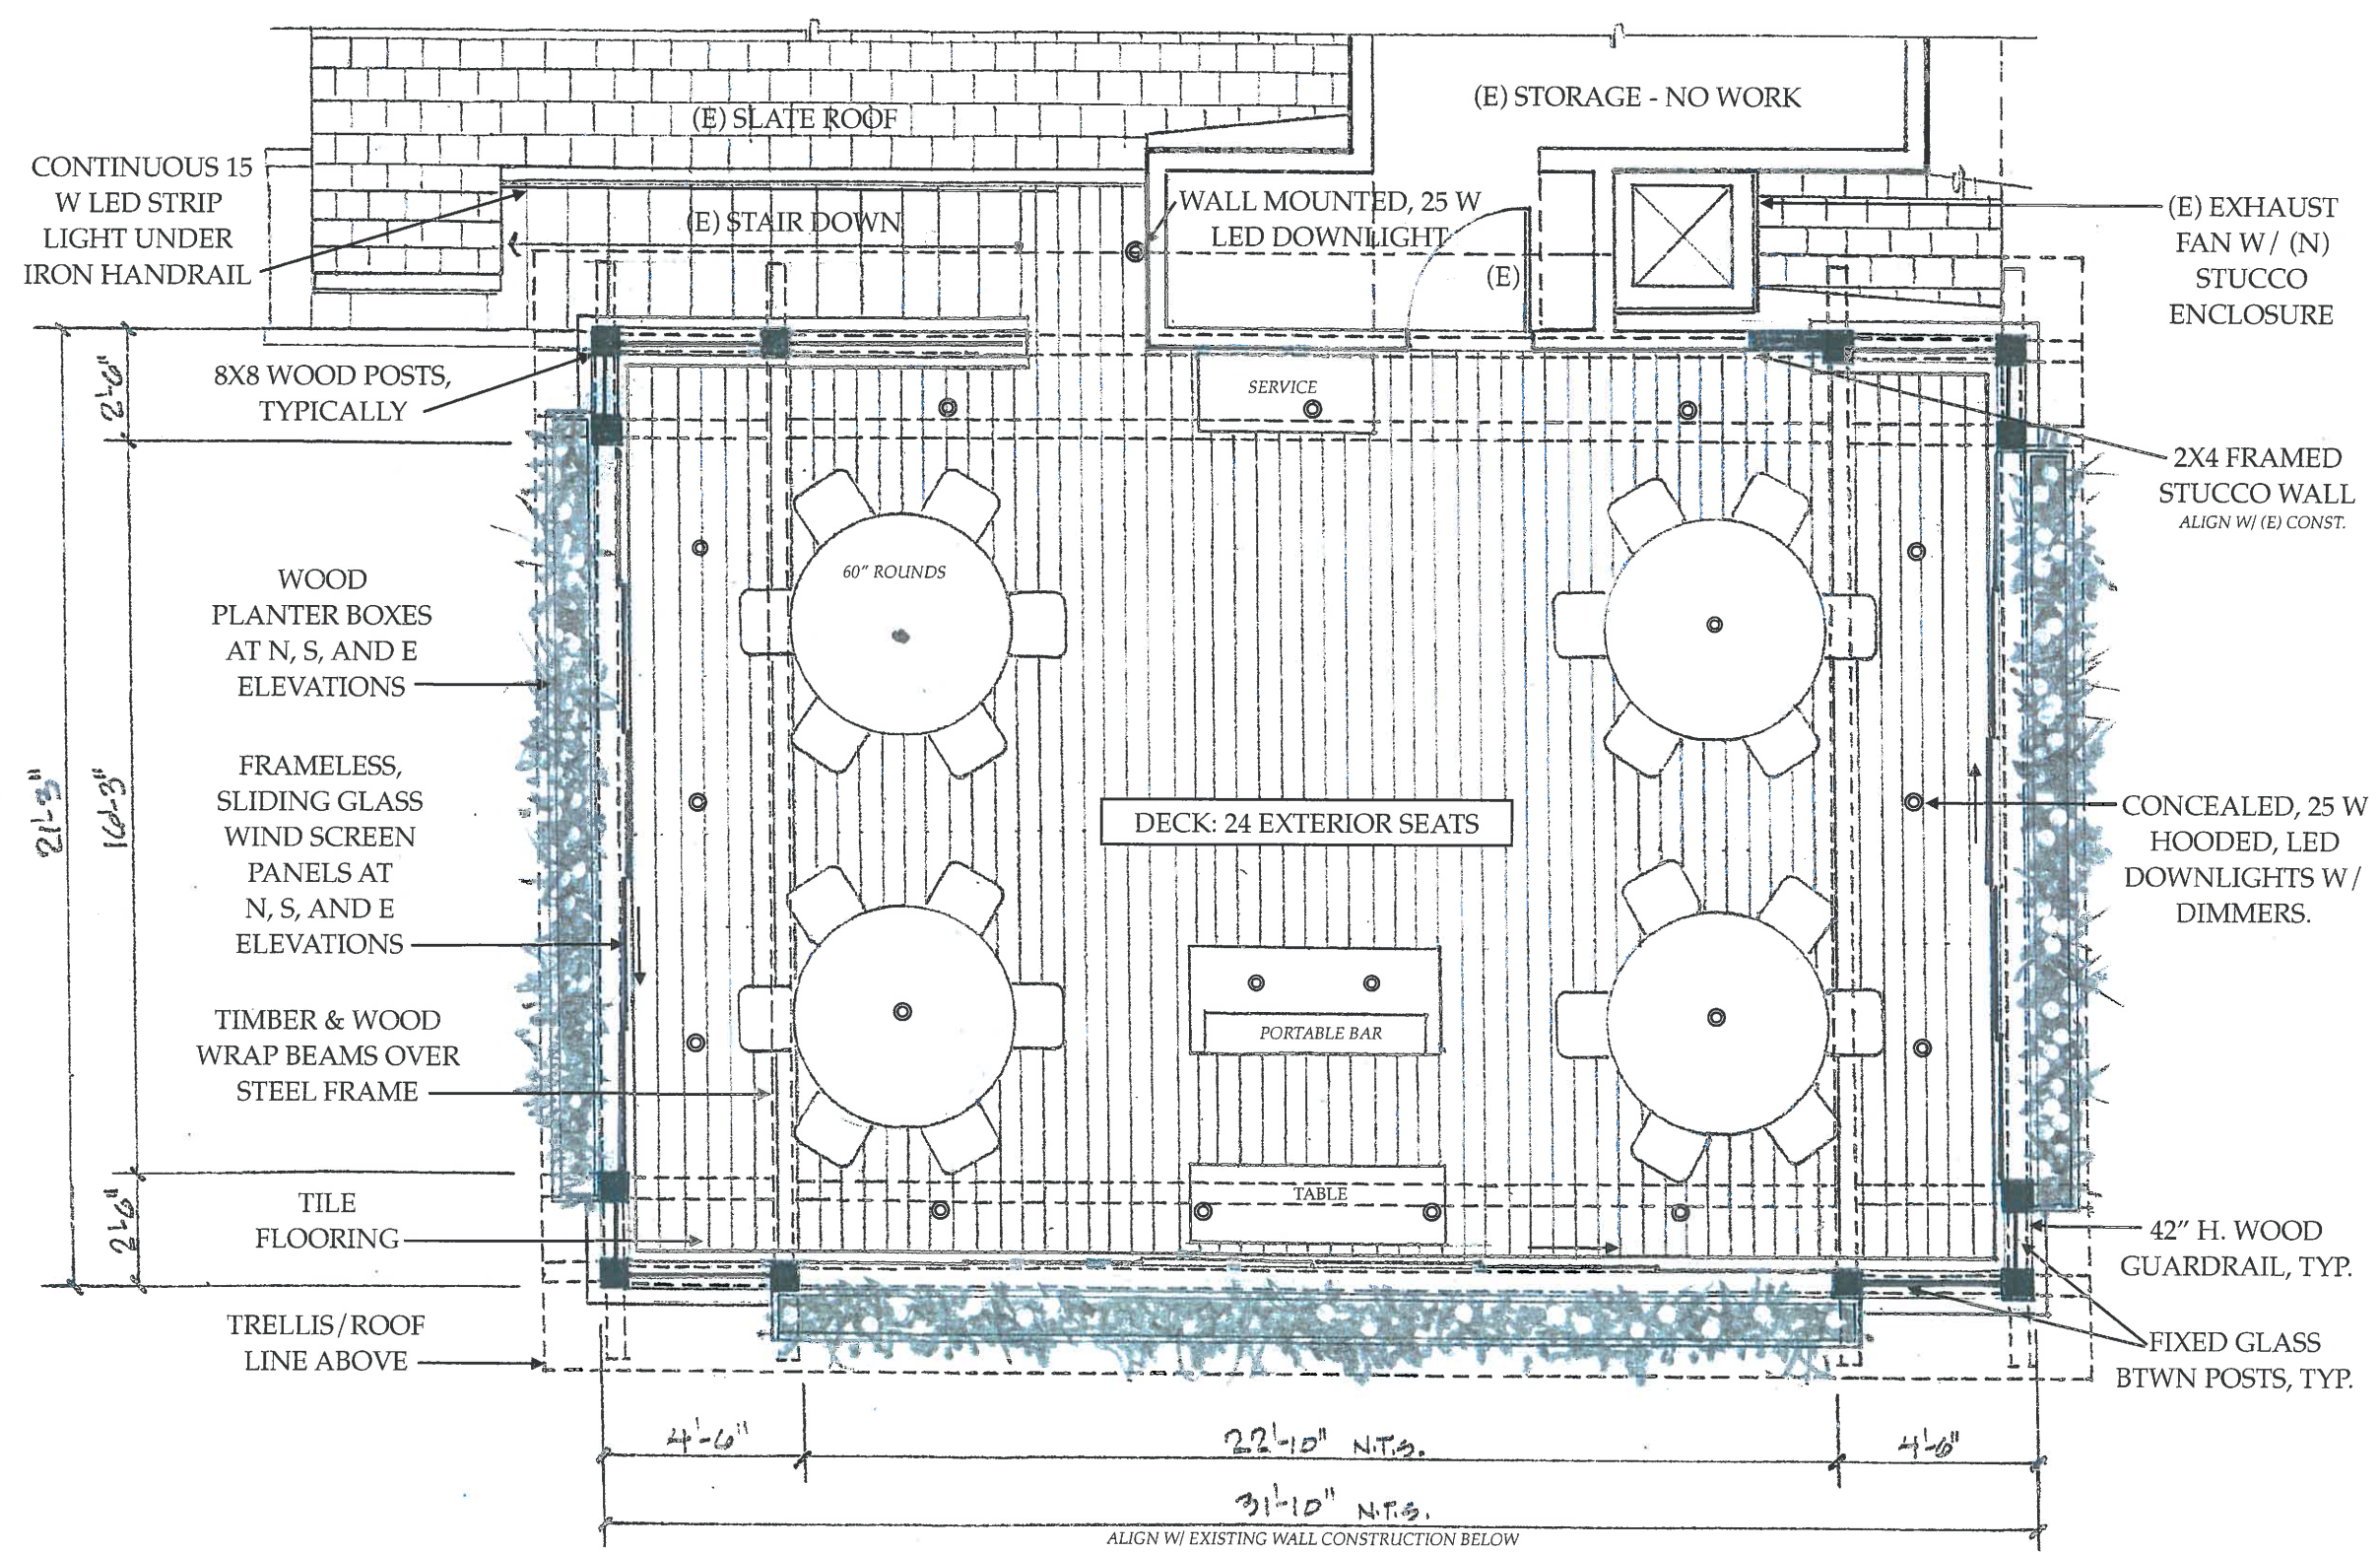 (E) SLATE ROOF
(E) STORAGE - NO WORK
CONTINUOUS 15
W LED STRIP
LIGHT UNDER
IRON HANDRAIL
(E) STAIR DOWN
WALL MOUNTED, 25 W
LED DOWNLIGHT
(E)
(E) EXHAUST
FAN W/ (N)
STUCCO
ENCLOSURE
8X8 WOOD POSTS,
TYPICALLY
SERVICE
2X4 FRAMED
STUCCO WALL
ALIGN W/ (E) CONST.
2'-6"
21'-3"
16'-3"
2'-6"
WOOD
PLANTER BOXES
AT N, S, AND E
ELEVATIONS
60" ROUNDS
FRAMELESS,
SLIDING GLASS
WIND SCREEN
PANELS AT
N, S, AND E
ELEVATIONS
DECK: 24 EXTERIOR SEATS
CONCEALED, 25 W
HOODED, LED
DOWNLIGHTS W/
DIMMERS.
TIMBER & WOOD
WRAP BEAMS OVER
STEEL FRAME
PORTABLE BAR
TABLE
TILE
FLOORING
42" H. WOOD
GUARDRAIL, TYP.
TRELLIS/ROOF
LINE ABOVE
FIXED GLASS
BTWN POSTS, TYP.
4'-6"
22'-10" N.T.S.
4'-6"
31'-10" N.T.S.
ALIGN W/ EXISTING WALL CONSTRUCTION BELOW